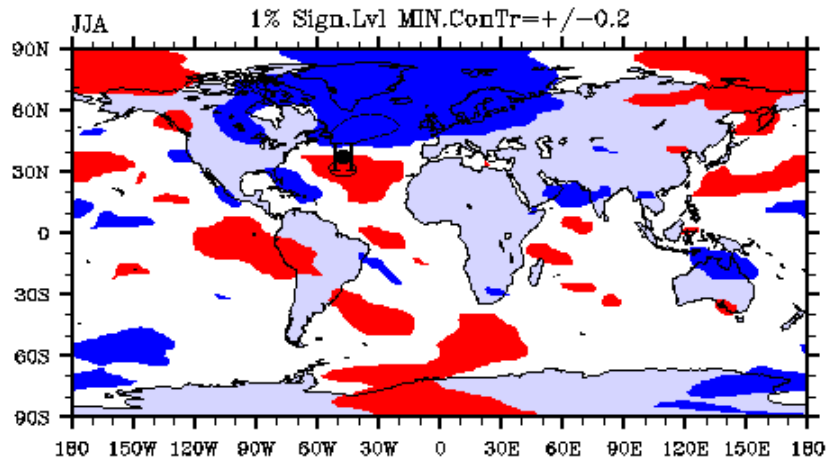 JJA 1% Sign.Lvl MIN.ConTr=+/−0.2
90N
60N
30N
0
30S
60S
90S
180 150W 120W 90W 60W 30W 0 30E 60E 90E 120E 150E 180